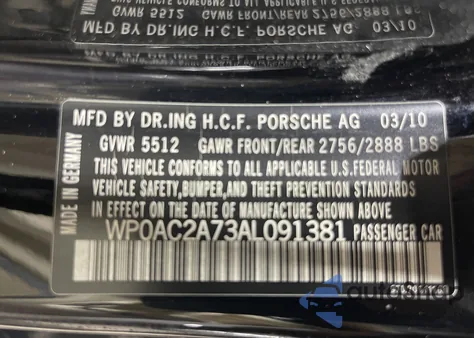 GVWR 5512 GAWR FRONT/REAR 2756/2888 LBS
MFD BY DR.ING H.C.F. PORSCHE AG 03/10
MFD BY DR.ING H.C.F. PORSCHE AG 03/10
GVWR 5512 GAWR FRONT/REAR 2756/2888 LBS
THIS VEHICLE CONFORMS TO ALL APPLICABLE U.S.FEDERAL MOTOR
VEHICLE SAFETY,BUMPER,AND THEFT PREVENTION STANDARDS
IN EFFECT ON THE DATE OF MANUFACTURE SHOWN ABOVE
WP0AC2A73AL091381 PASSENGER CAR
MADE IN GERMANY
autoshop